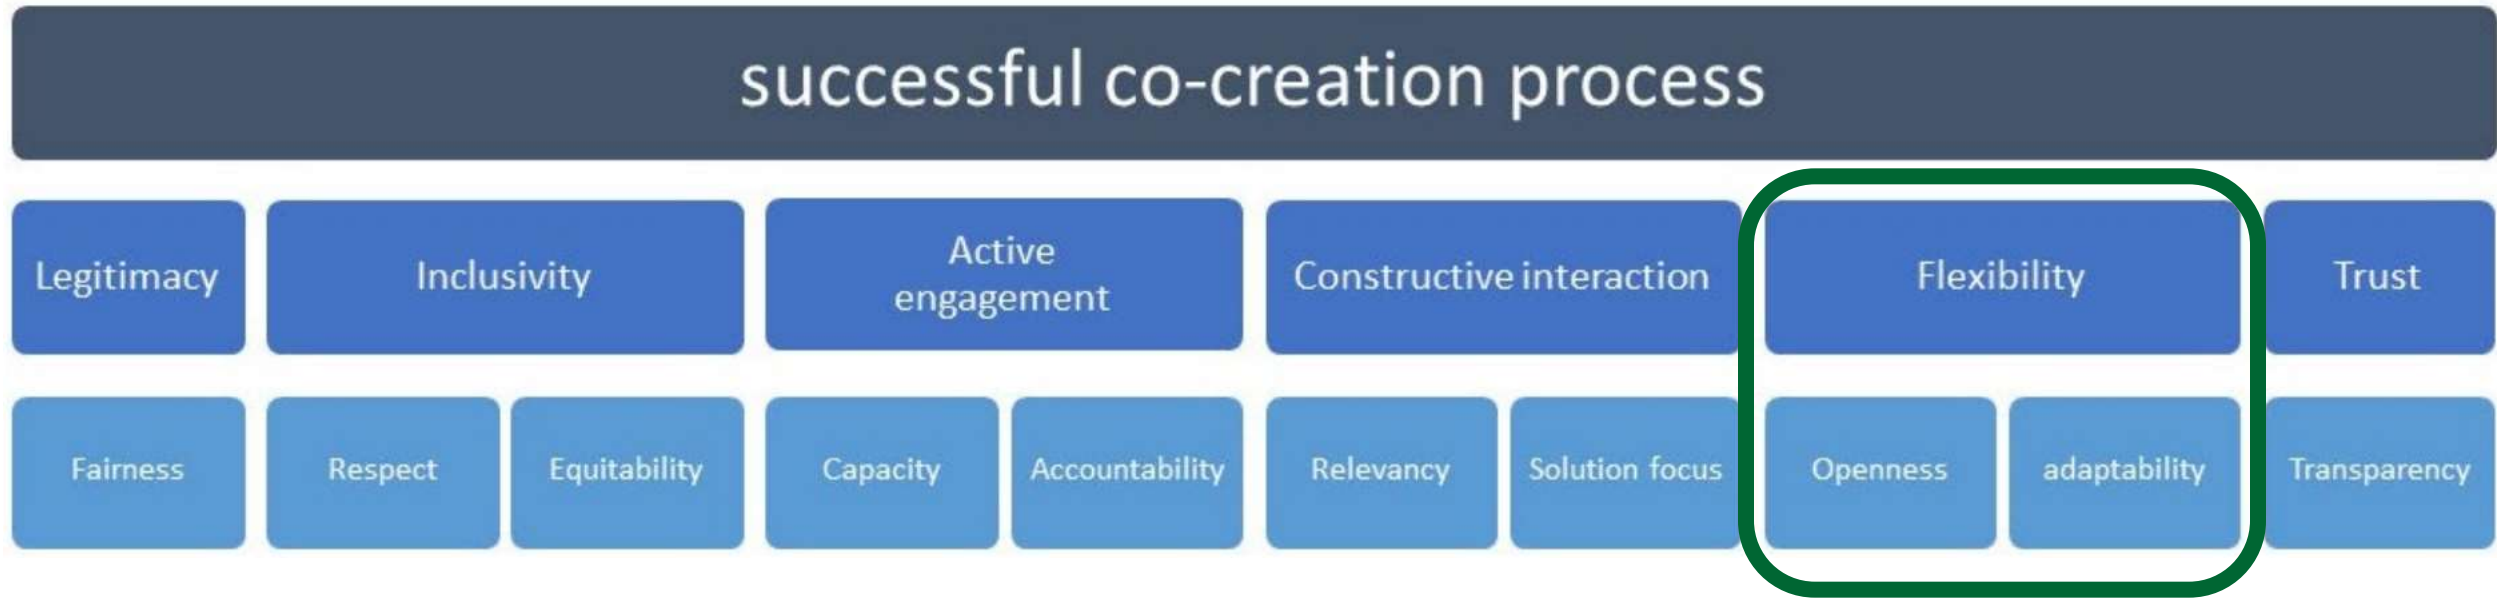 successful co-creation process
Legitimacy
Inclusivity
Active
engagement
Constructive interaction
Flexibility
Trust
Fairness
Respect
Equitability
Capacity
Accountability
Relevancy
Solution focus
Openness
adaptability
Transparency